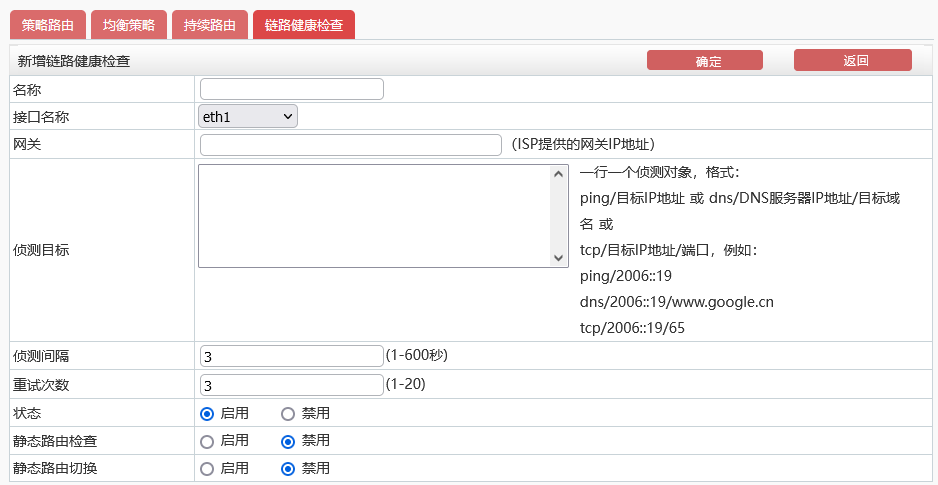 策略路由 均衡策略 持续路由 链路健康检查
新增链路健康检查 确定 返回
名称
接口名称 eth1
网关 （ISP提供的网关IP地址）
侦测目标
一行一个侦测对象，格式：
ping/目标IP地址 或 dns/DNS服务器IP地址/目标域
名 或
tcp/目标IP地址/端口，例如：
ping/2006::19
dns/2006::19/www.google.cn
tcp/2006::19/65
侦测间隔 3 (1-600秒)
重试次数 3 (1-20)
状态 启用 禁用
静态路由检查 启用 禁用
静态路由切换 启用 禁用